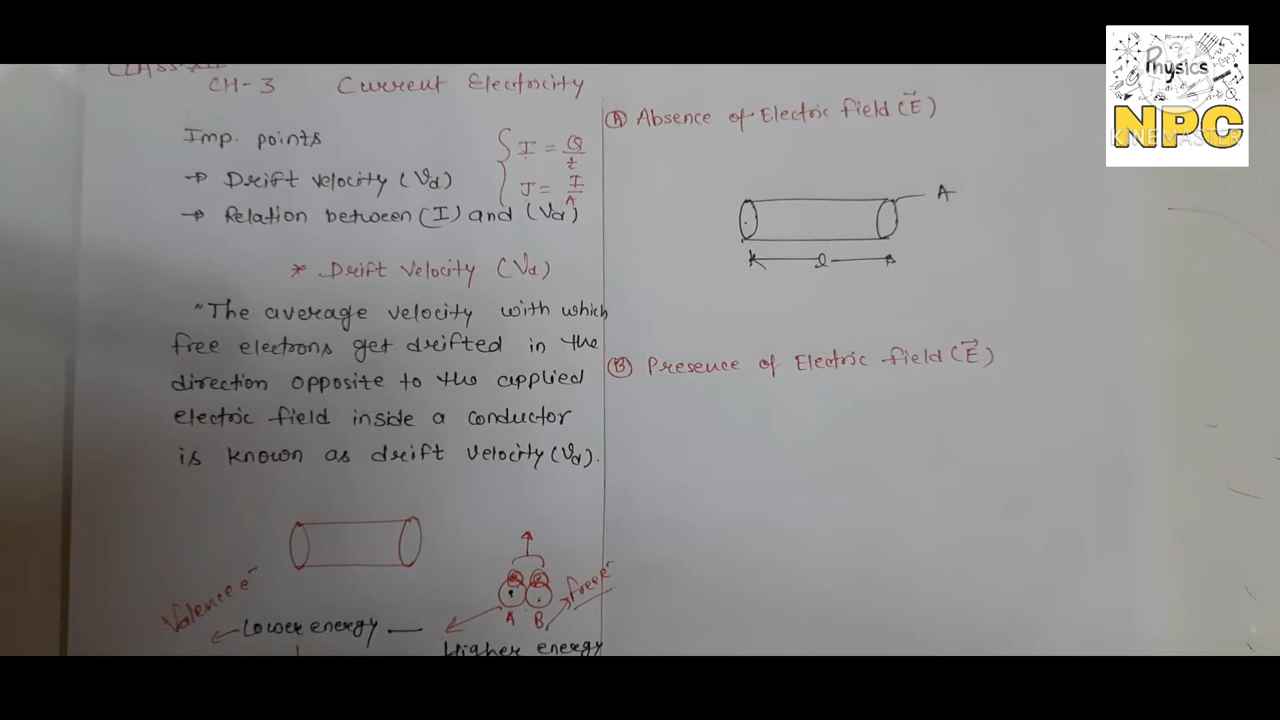 CH-3 Current Electricity
Imp. points
→ Drift velocity (Vd)
→ Relation between (I) and (Vd)
I = Q/t
J = I/A
* Drift Velocity (Vd)
"The average velocity with which
free electrons get drifted in the
direction opposite to the applied
electric field inside a conductor
is known as drift velocity (Vd).
Valence e⁻
Lower energy
A B
Free e⁻
Higher energy
(A) Absence of Electric field (E⃗)
A
l
(B) Presence of Electric field (E⃗)
Physics
NPC
KINEMASTER